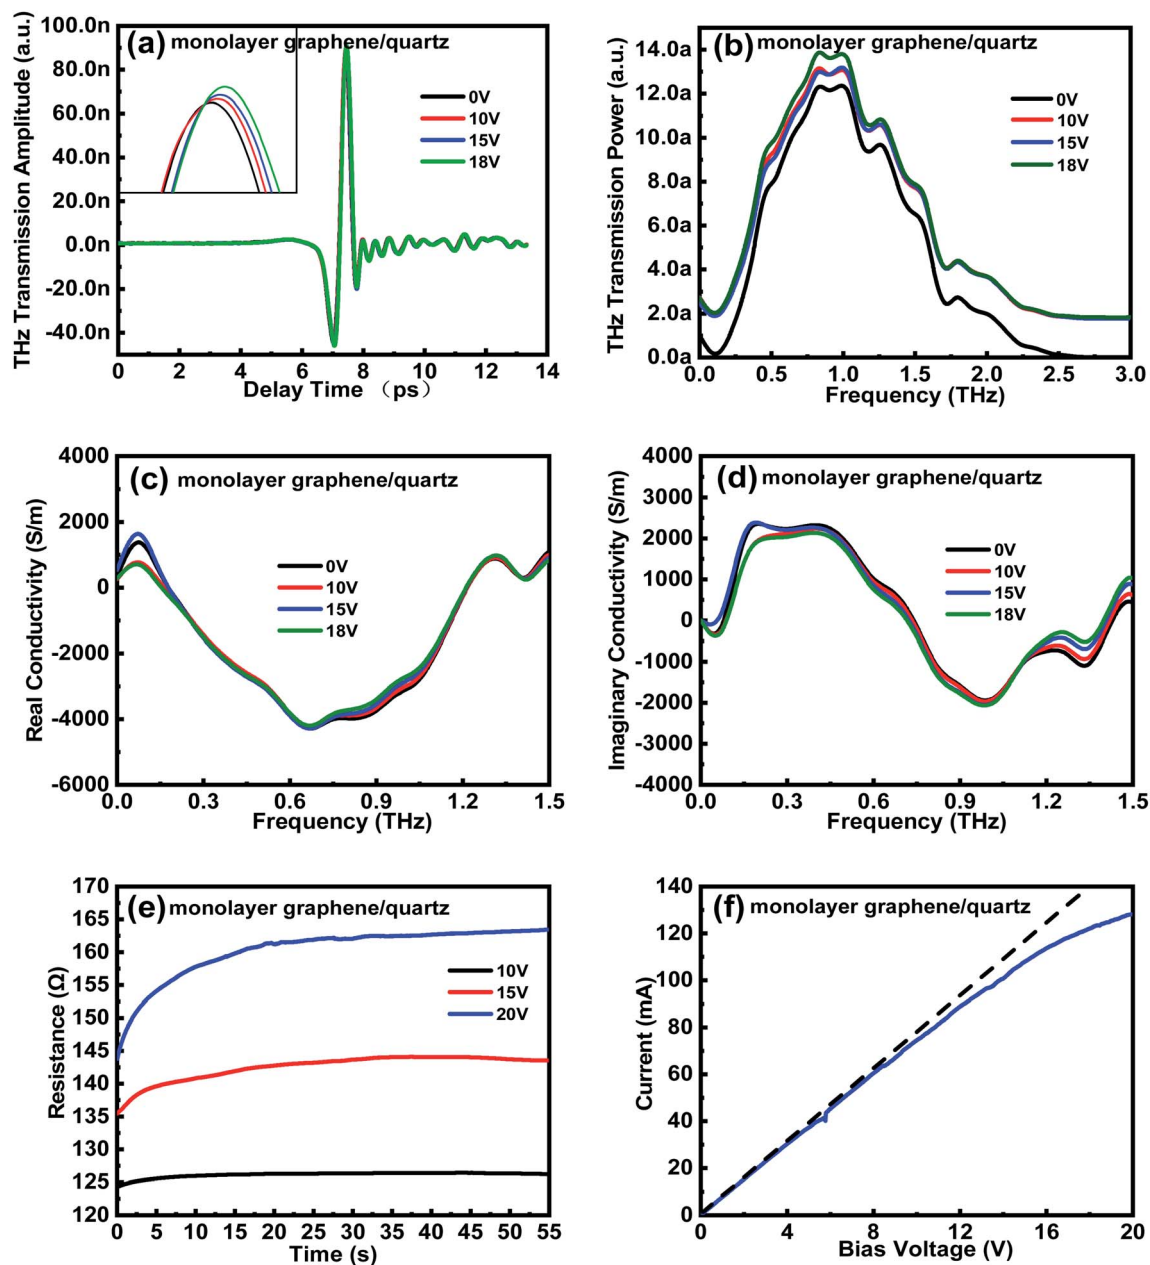 (a) monolayer graphene/quartz
THz Transmission Amplitude (a.u.)
100.0n
80.0n
60.0n
40.0n
20.0n
0.0n
-20.0n
-40.0n
0V
10V
15V
18V
0 2 4 6 8 10 12 14
Delay Time （ps）
(b) monolayer graphene/quartz
THz Transmission Power (a.u.)
14.0a
12.0a
10.0a
8.0a
6.0a
4.0a
2.0a
0.0a
0V
10V
15V
18V
0.0 0.5 1.0 1.5 2.0 2.5 3.0
Frequency (THz)
(c) monolayer graphene/quartz
Real Conductivity (S/m)
4000
2000
0
-2000
-4000
-6000
0V
10V
15V
18V
0.0 0.3 0.6 0.9 1.2 1.5
Frequency (THz)
(d) monolayer graphene/quartz
Imaginary Conductivity (S/m)
4000
3000
2000
1000
0
-1000
-2000
-3000
-4000
0V
10V
15V
18V
0.0 0.3 0.6 0.9 1.2 1.5
Frequency (THz)
(e) monolayer graphene/quartz
Resistance (Ω)
170
165
160
155
150
145
140
135
130
125
120
10V
15V
20V
0 5 10 15 20 25 30 35 40 45 50 55
Time (s)
(f) monolayer graphene/quartz
Current (mA)
140
120
100
80
60
40
20
0
0 4 8 12 16 20
Bias Voltage (V)